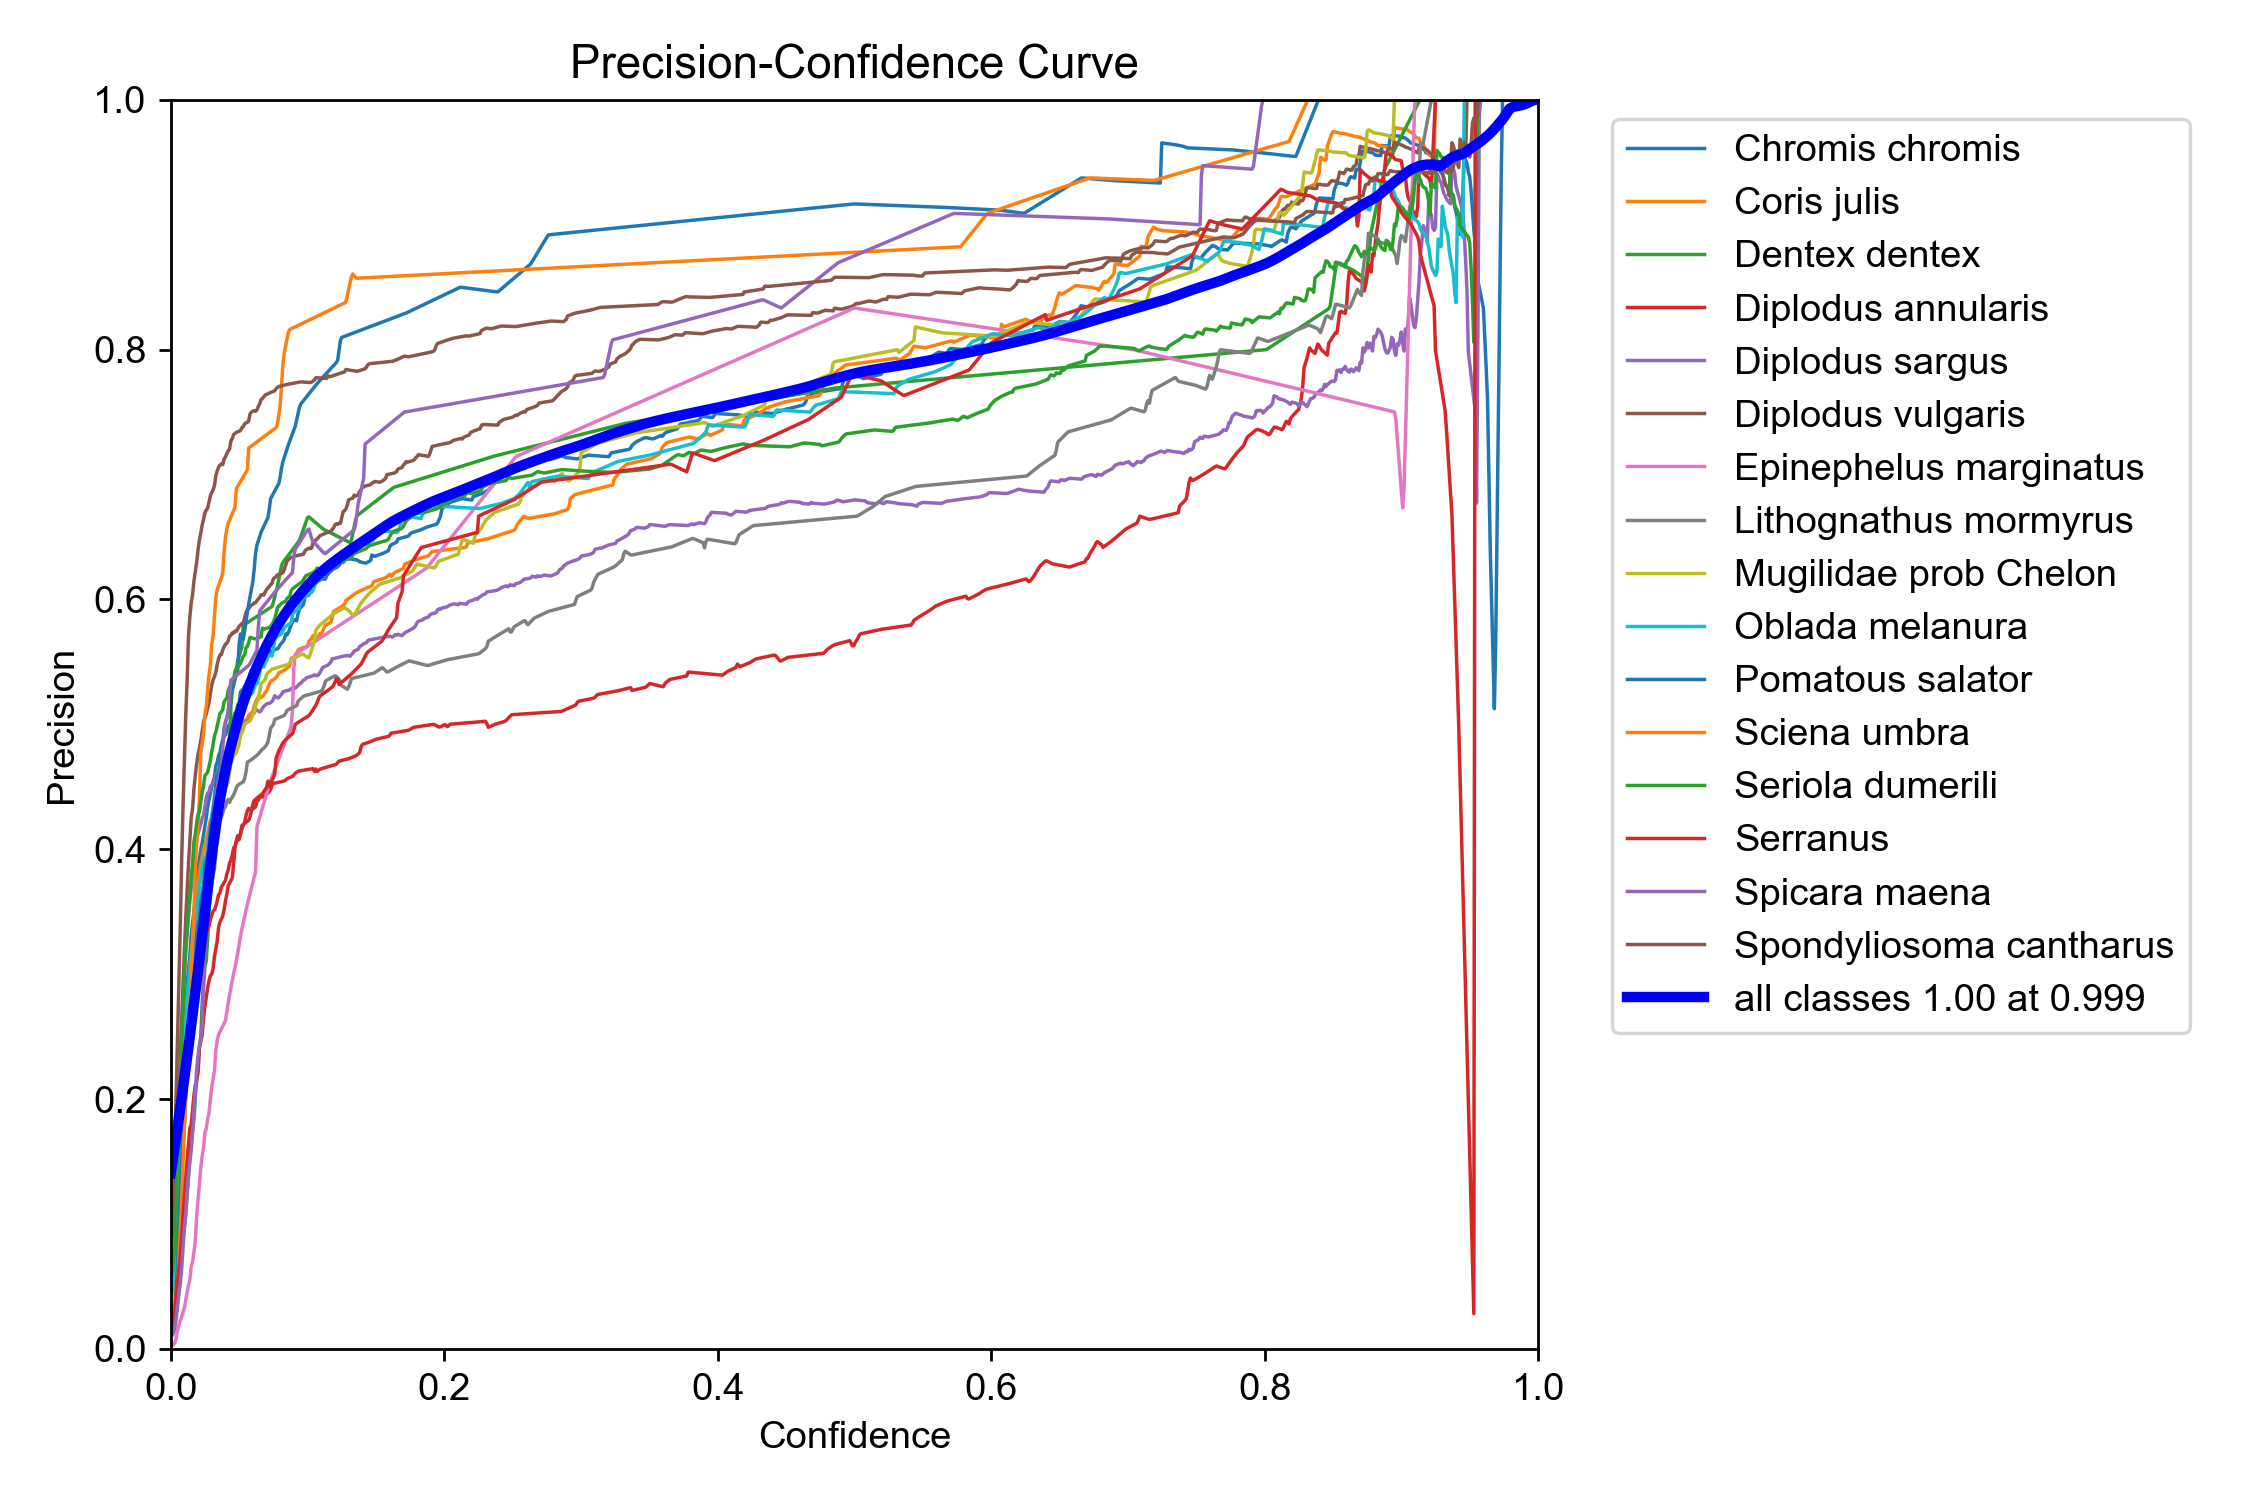 Precision-Confidence Curve
1.0
0.8
0.6
0.4
0.2
0.0
Precision
0.0 0.2 0.4 0.6 0.8 1.0
Confidence
Chromis chromis
Coris julis
Dentex dentex
Diplodus annularis
Diplodus sargus
Diplodus vulgaris
Epinephelus marginatus
Lithognathus mormyrus
Mugilidae prob Chelon
Oblada melanura
Pomatous salator
Sciena umbra
Seriola dumerili
Serranus
Spicara maena
Spondyliosoma cantharus
all classes 1.00 at 0.999